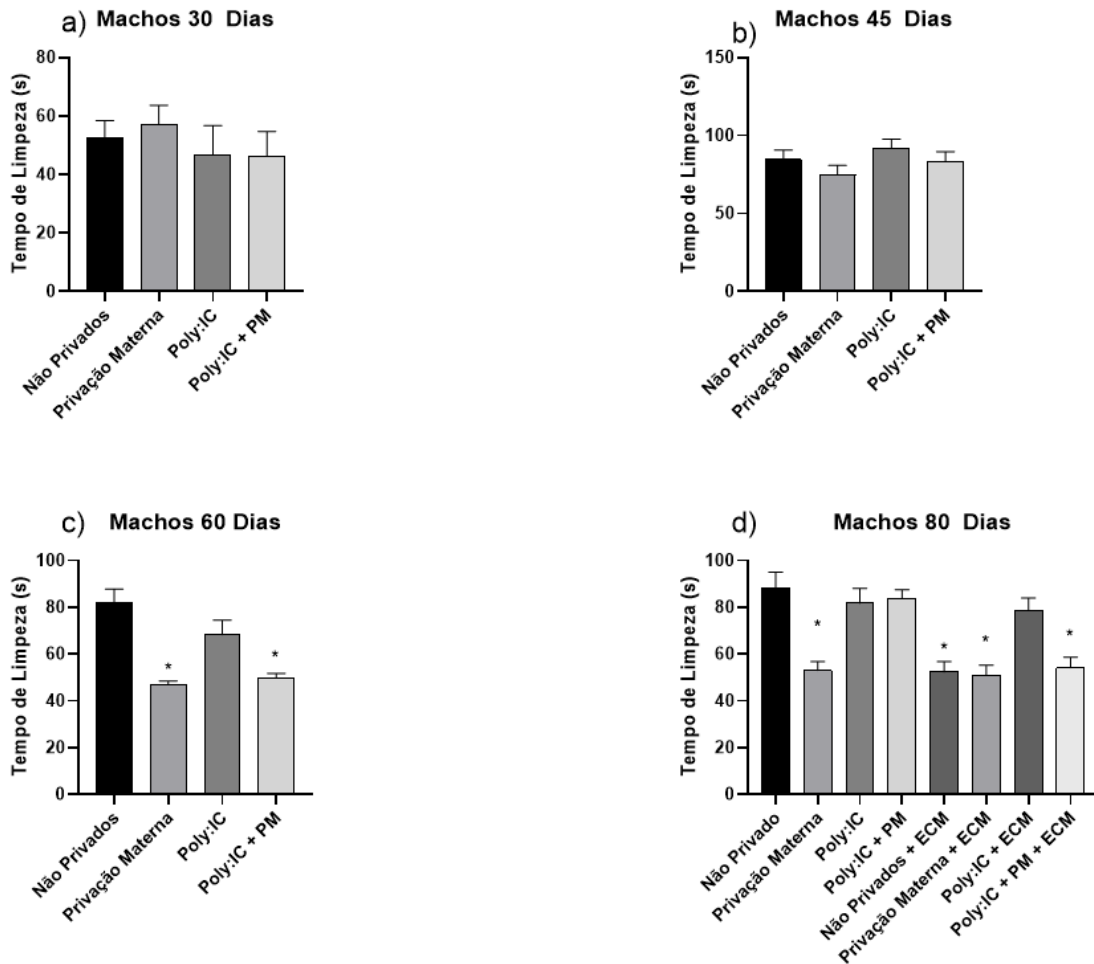 a) Machos 30 Dias
Tempo de Limpeza (s)
80
60
40
20
0
Não Privados
Privação Materna
Poly:IC
Poly:IC + PM
b) Machos 45 Dias
Tempo de Limpeza (s)
150
100
50
0
Não Privados
Privação Materna
Poly:IC
Poly:IC + PM
c) Machos 60 Dias
Tempo de Limpeza (s)
100
80
60
40
20
0
* *
Não Privados
Privação Materna
Poly:IC
Poly:IC + PM
d) Machos 80 Dias
Tempo de Limpeza (s)
100
80
60
40
20
0
* * * *
Não Privado
Privação Materna
Poly:IC
Poly:IC + PM
Não Privados + ECM
Privação Materna + ECM
Poly:IC + ECM
Poly:IC + PM + ECM